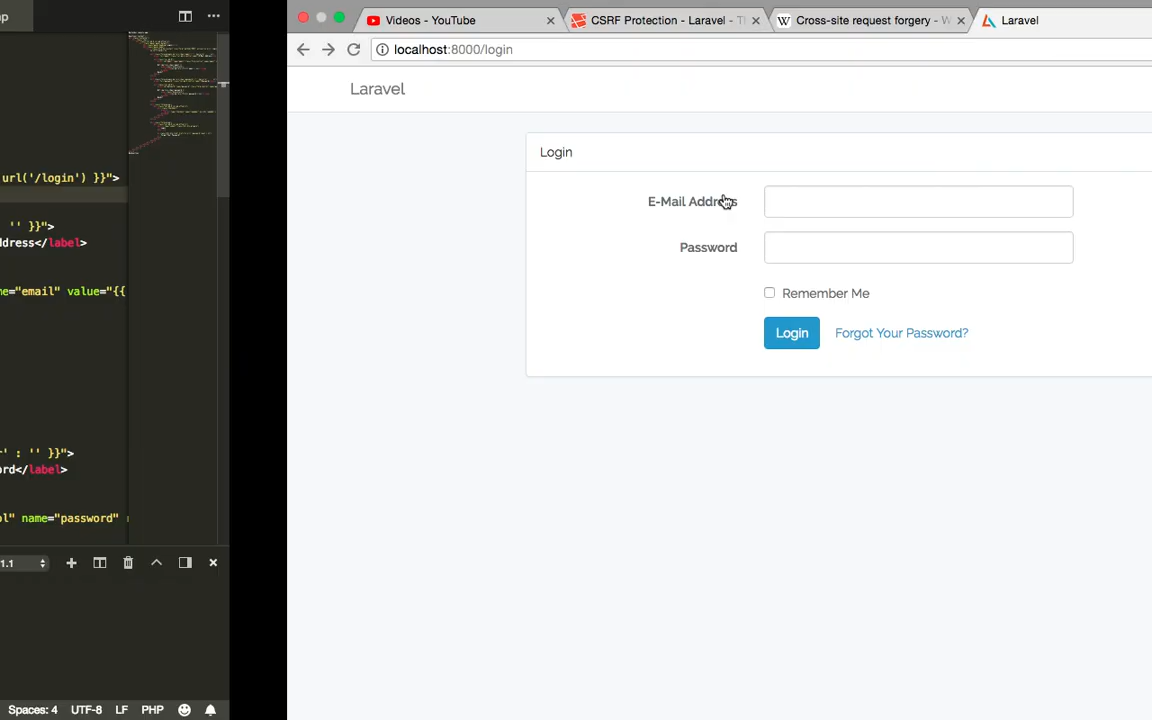 p
url('/login') }}">
'' }}">
ddress</label>
me="email" value="{{
r' : '' }}">
ord</label>
ol" name="password"
1.1
Spaces: 4 UTF-8 LF PHP
Videos - YouTube
CSRF Protection - Laravel - Th
Cross-site request forgery - W
Laravel
localhost:8000/login
Laravel
Login
E-Mail Address
Password
Remember Me
Login Forgot Your Password?